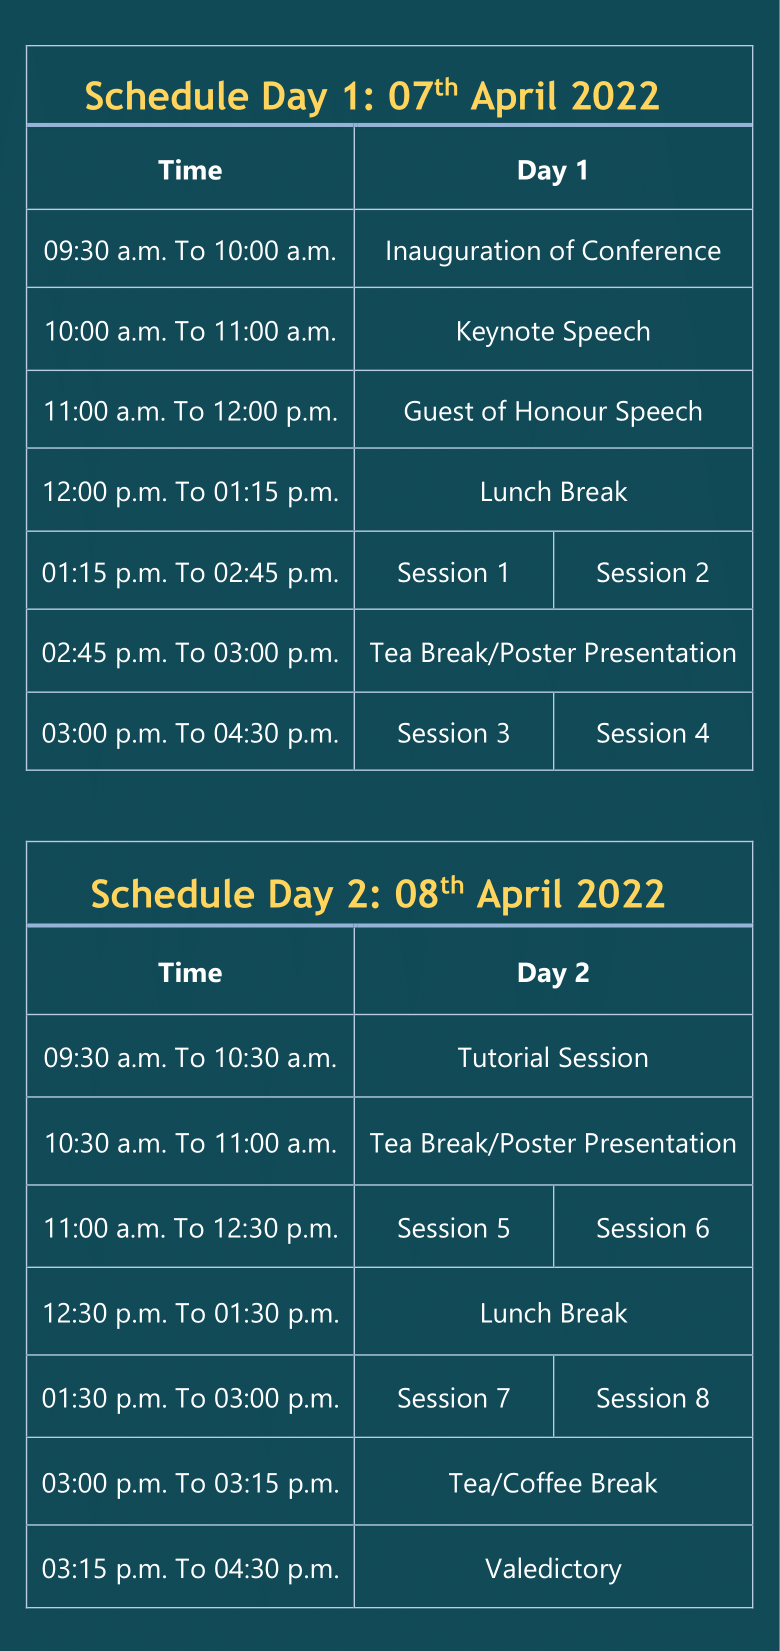 Schedule Day 1: 07th April 2022
Time Day 1
09:30 a.m. To 10:00 a.m. Inauguration of Conference
10:00 a.m. To 11:00 a.m. Keynote Speech
11:00 a.m. To 12:00 p.m. Guest of Honour Speech
12:00 p.m. To 01:15 p.m. Lunch Break
01:15 p.m. To 02:45 p.m. Session 1 Session 2
02:45 p.m. To 03:00 p.m. Tea Break/Poster Presentation
03:00 p.m. To 04:30 p.m. Session 3 Session 4
Schedule Day 2: 08th April 2022
Time Day 2
09:30 a.m. To 10:30 a.m. Tutorial Session
10:30 a.m. To 11:00 a.m. Tea Break/Poster Presentation
11:00 a.m. To 12:30 p.m. Session 5 Session 6
12:30 p.m. To 01:30 p.m. Lunch Break
01:30 p.m. To 03:00 p.m. Session 7 Session 8
03:00 p.m. To 03:15 p.m. Tea/Coffee Break
03:15 p.m. To 04:30 p.m. Valedictory